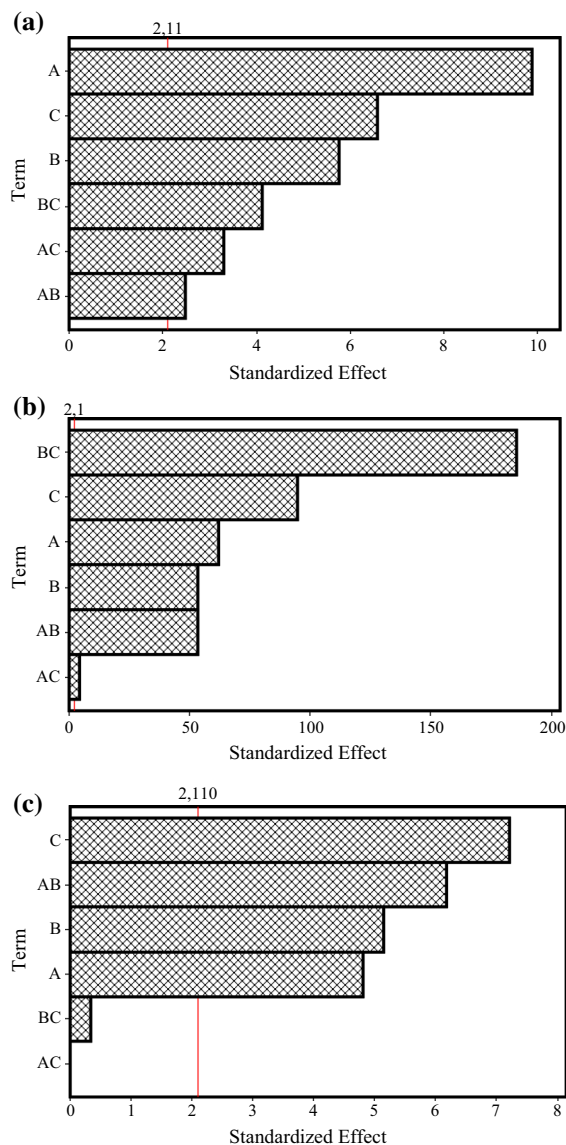 (a)
2,11
A
C
B
BC
AC
AB
Term
0 2 4 6 8 10
Standardized Effect
(b)
2,1
BC
C
A
B
AB
AC
Term
0 50 100 150 200
Standardized Effect
(c)
2,110
C
AB
B
A
BC
AC
Term
0 1 2 3 4 5 6 7 8
Standardized Effect